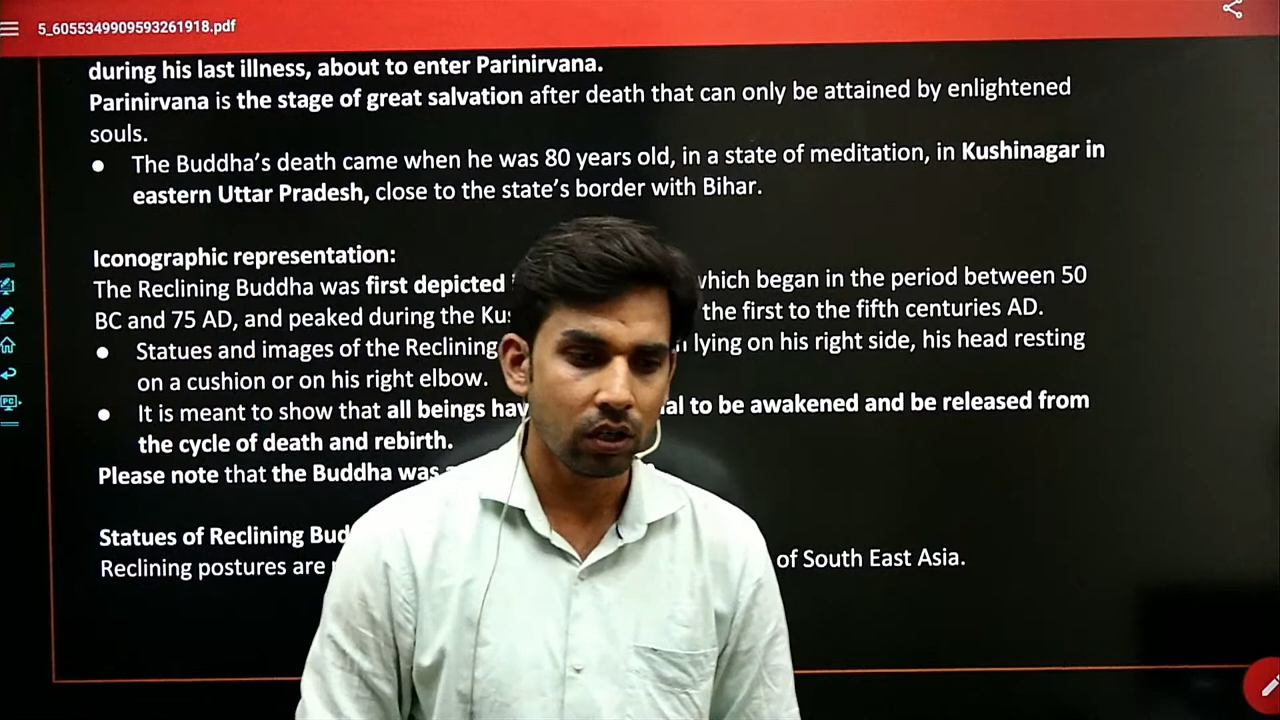 5_6055349909593261918.pdf
during his last illness, about to enter Parinirvana.
Parinirvana is the stage of great salvation after death that can only be attained by enlightened
souls.
● The Buddha's death came when he was 80 years old, in a state of meditation, in Kushinagar in
eastern Uttar Pradesh, close to the state's border with Bihar.
Iconographic representation:
The Reclining Buddha was first depicted which began in the period between 50
BC and 75 AD, and peaked during the the first to the fifth centuries AD.
● Statues and images of the Reclining lying on his right side, his head resting
on a cushion or on his right elbow.
● It is meant to show that all beings to be awakened and be released from
the cycle of death and rebirth.
Please note that the Buddha was
Statues of Reclining
Reclining postures are of South East Asia.
PC